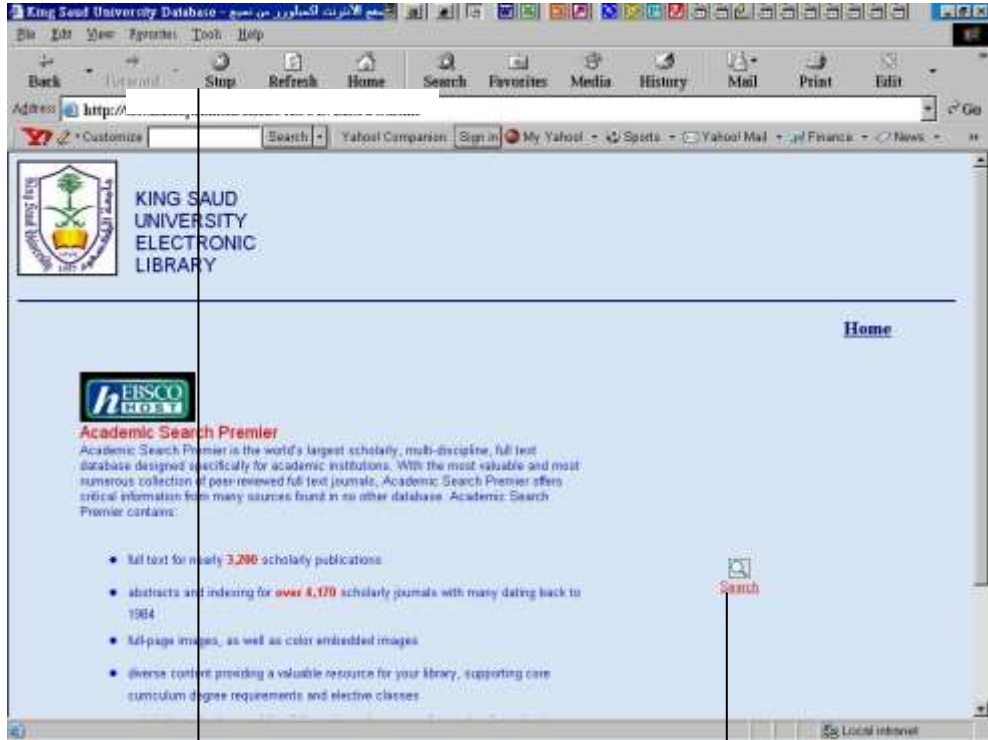 King Saud University Database -
File Edit View Favorites Tools Help
Back Forward Stop Refresh Home Search Favorites Media History Mail Print Edit
Address http:// Go
Customize Search Yahoo! Companion Sign In My Yahoo! Sports Yahoo! Mail Finance News
King Saud University
KING SAUD
UNIVERSITY
ELECTRONIC
LIBRARY
Home
EBSCO
HOST
Academic Search Premier
Academic Search Premier is the world's largest scholarly, multi-discipline, full text
database designed specifically for academic institutions. With the most valuable and most
numerous collection of peer-reviewed full text journals, Academic Search Premier offers
critical information from many sources found in no other database. Academic Search
Premier contains:
full text for nearly 3,200 scholarly publications
abstracts and indexing for over 4,170 scholarly journals with many dating back to
1984
full-page images, as well as color embedded images
diverse content providing a valuable resource for your library, supporting core
curriculum degree requirements and elective classes
Search
Local intranet